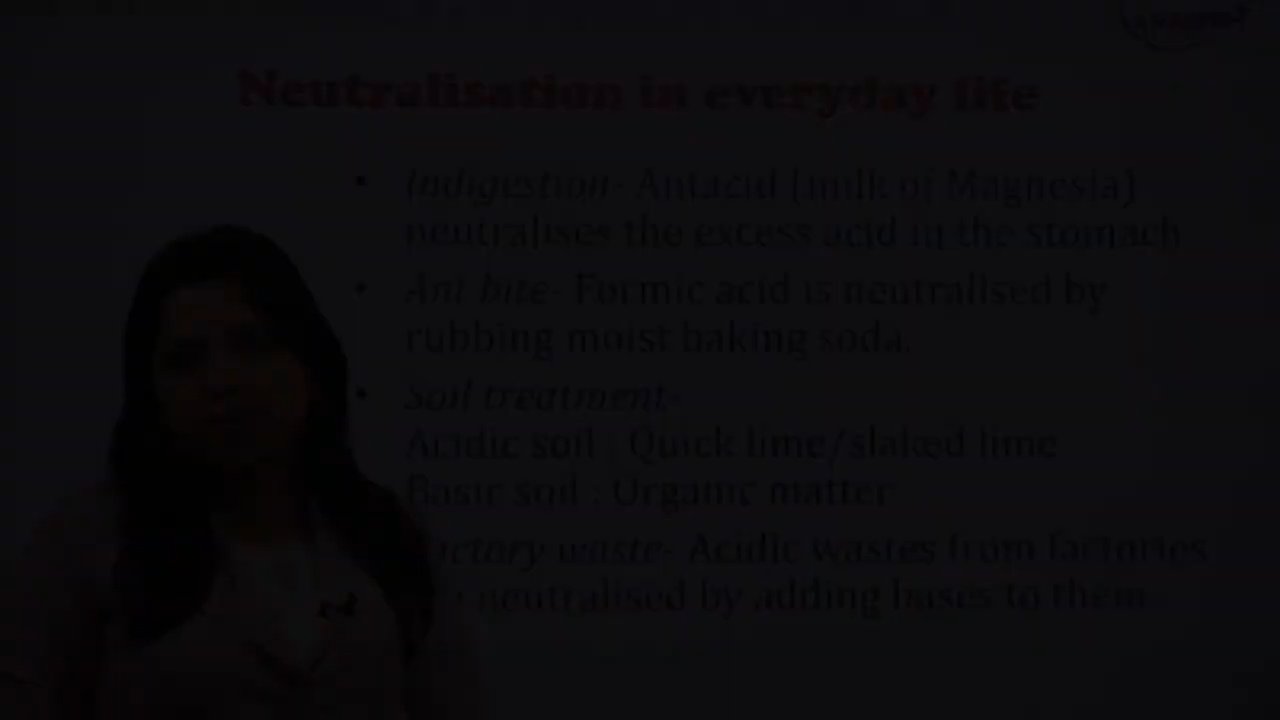 Neutralisation in everyday life
• Indigestion- Antacid (milk of Magnesia)
neutralises the excess acid in the stomach
• Ant bite- Formic acid is neutralised by
rubbing moist baking soda.
• Soil treatment-
Acidic soil : Quick lime/slaked lime
Basic soil : Organic matter
waste- Acidic wastes from factories
neutralised by adding bases to them